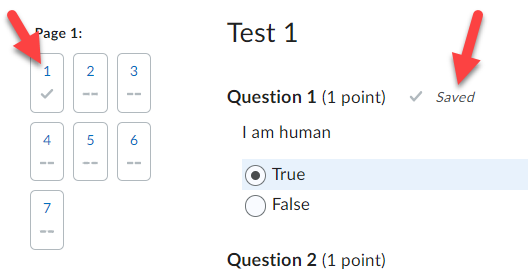 Page 1:
1 2 3
-- --
4 5 6
-- -- --
7
--
Test 1
Question 1 (1 point) Saved
I am human
True
False
Question 2 (1 point)